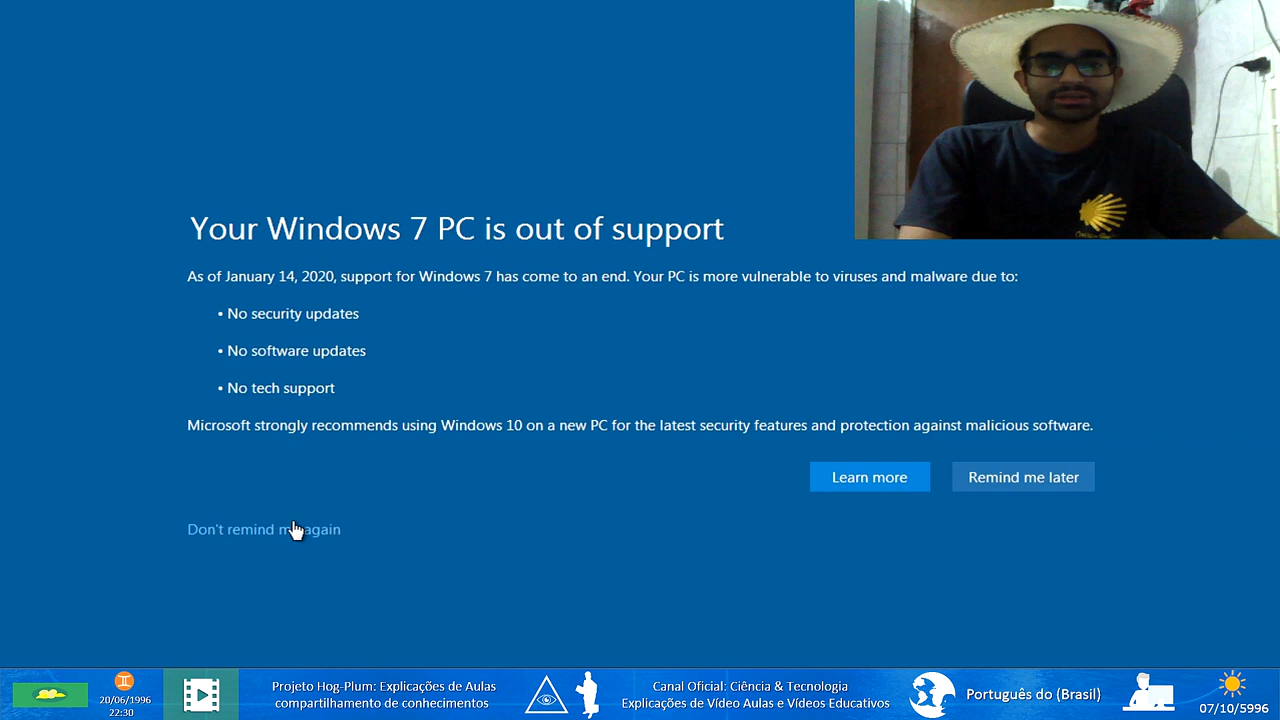 Your Windows 7 PC is out of support
As of January 14, 2020, support for Windows 7 has come to an end. Your PC is more vulnerable to viruses and malware due to:
• No security updates
• No software updates
• No tech support
Microsoft strongly recommends using Windows 10 on a new PC for the latest security features and protection against malicious software.
Learn more
Remind me later
Don't remind me again
20/06/1996
22:30
Projeto Hog-Plum: Explicações de Aulas
compartilhamento de conhecimentos
Canal Oficial: Ciência & Tecnologia
Explicações de Vídeo Aulas e Vídeos Educativos
Português do (Brasil)
07/10/5996